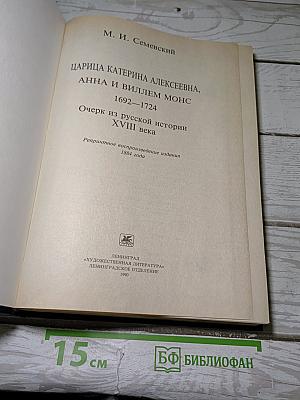 М. И. Семевский
ЦАРИЦА КАТЕРИНА АЛЕКСЕЕВНА,
АННА И ВИЛЛЕМ МОНС
1692—1724
Очерк из русской истории
XVIII века
Репринтное воспроизведение издания
1884 года
ЛЕНИНГРАД
«ХУДОЖЕСТВЕННАЯ ЛИТЕРАТУРА»
ЛЕНИНГРАДСКОЕ ОТДЕЛЕНИЕ
1990
15 СМ
БФ БИБЛИОФАН